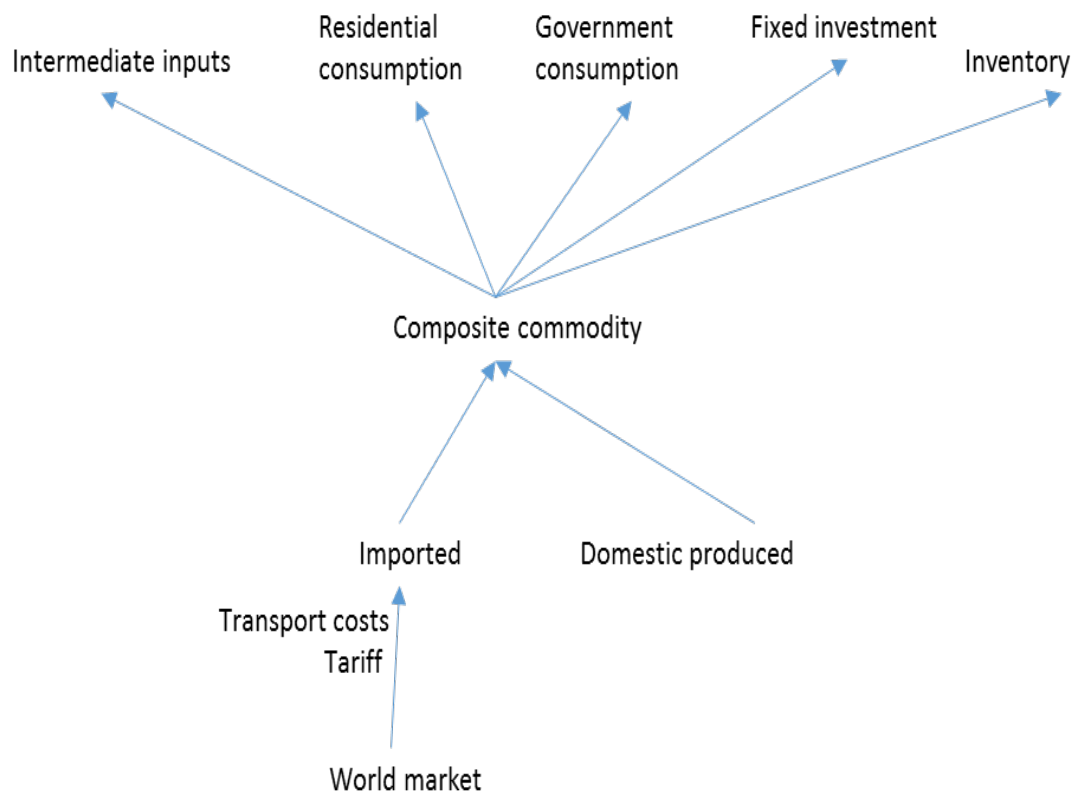 Intermediate inputs
Residential
consumption
Government
consumption
Fixed investment
Inventory
Composite commodity
Imported
Domestic produced
Transport costs
Tariff
World market